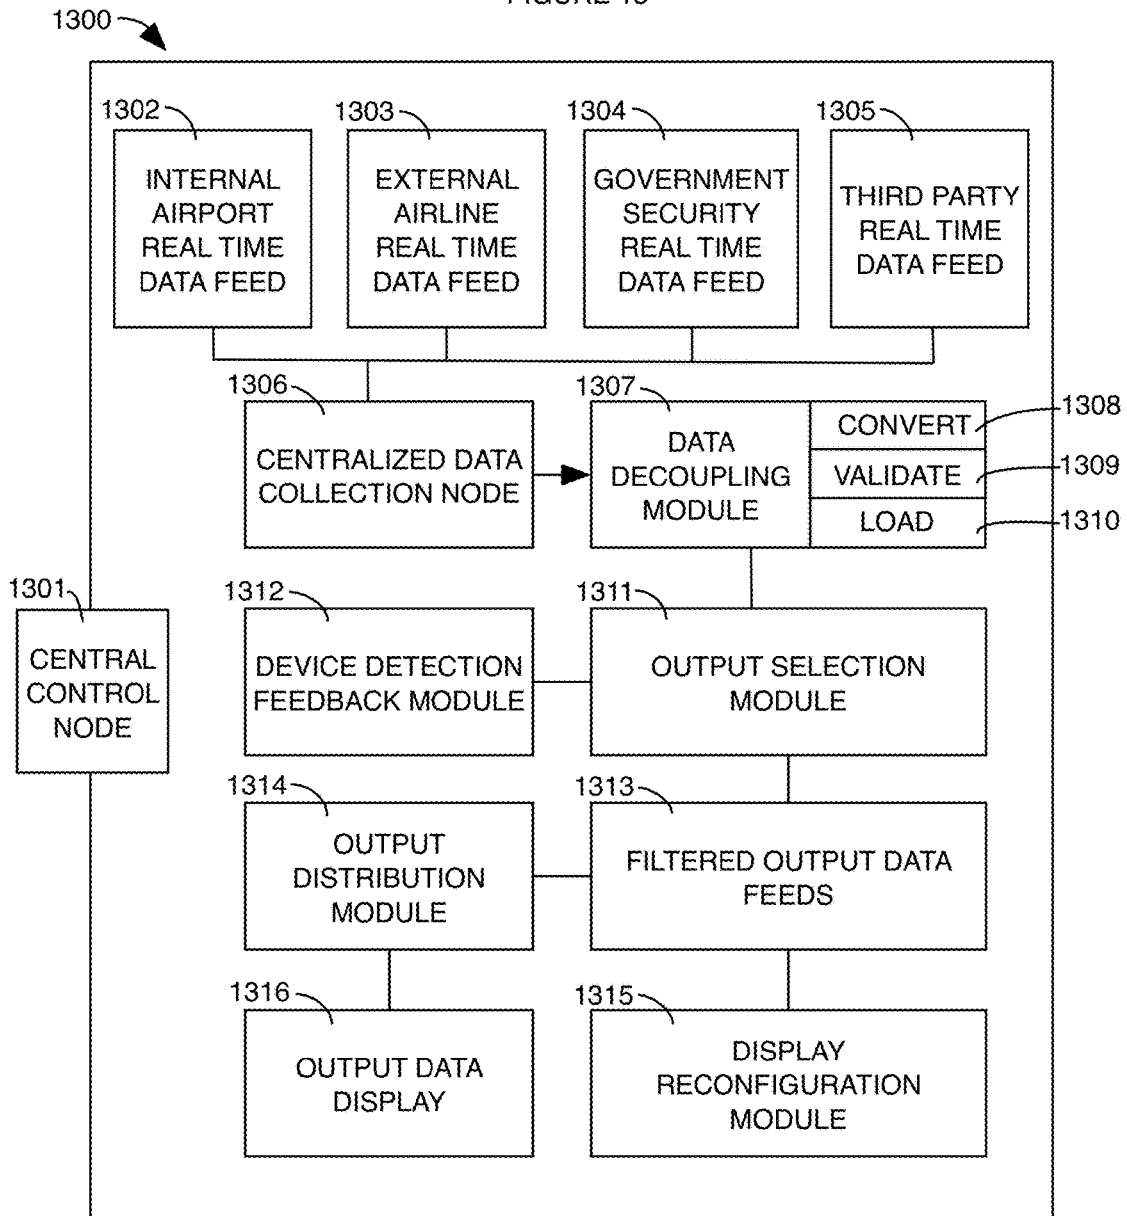 1300
1302
1303
1304
1305
INTERNAL
AIRPORT
REAL TIME
DATA FEED
EXTERNAL
AIRLINE
REAL TIME
DATA FEED
GOVERNMENT
SECURITY
REAL TIME
DATA FEED
THIRD PARTY
REAL TIME
DATA FEED
1306
1307
CENTRALIZED DATA
COLLECTION NODE
DATA
DECOUPLING
MODULE
CONVERT
1308
VALIDATE
1309
LOAD
1310
1301
CENTRAL
CONTROL
NODE
1312
DEVICE DETECTION
FEEDBACK MODULE
1311
OUTPUT SELECTION
MODULE
1314
OUTPUT
DISTRIBUTION
MODULE
1313
FILTERED OUTPUT DATA
FEEDS
1316
OUTPUT DATA
DISPLAY
1315
DISPLAY
RECONFIGURATION
MODULE